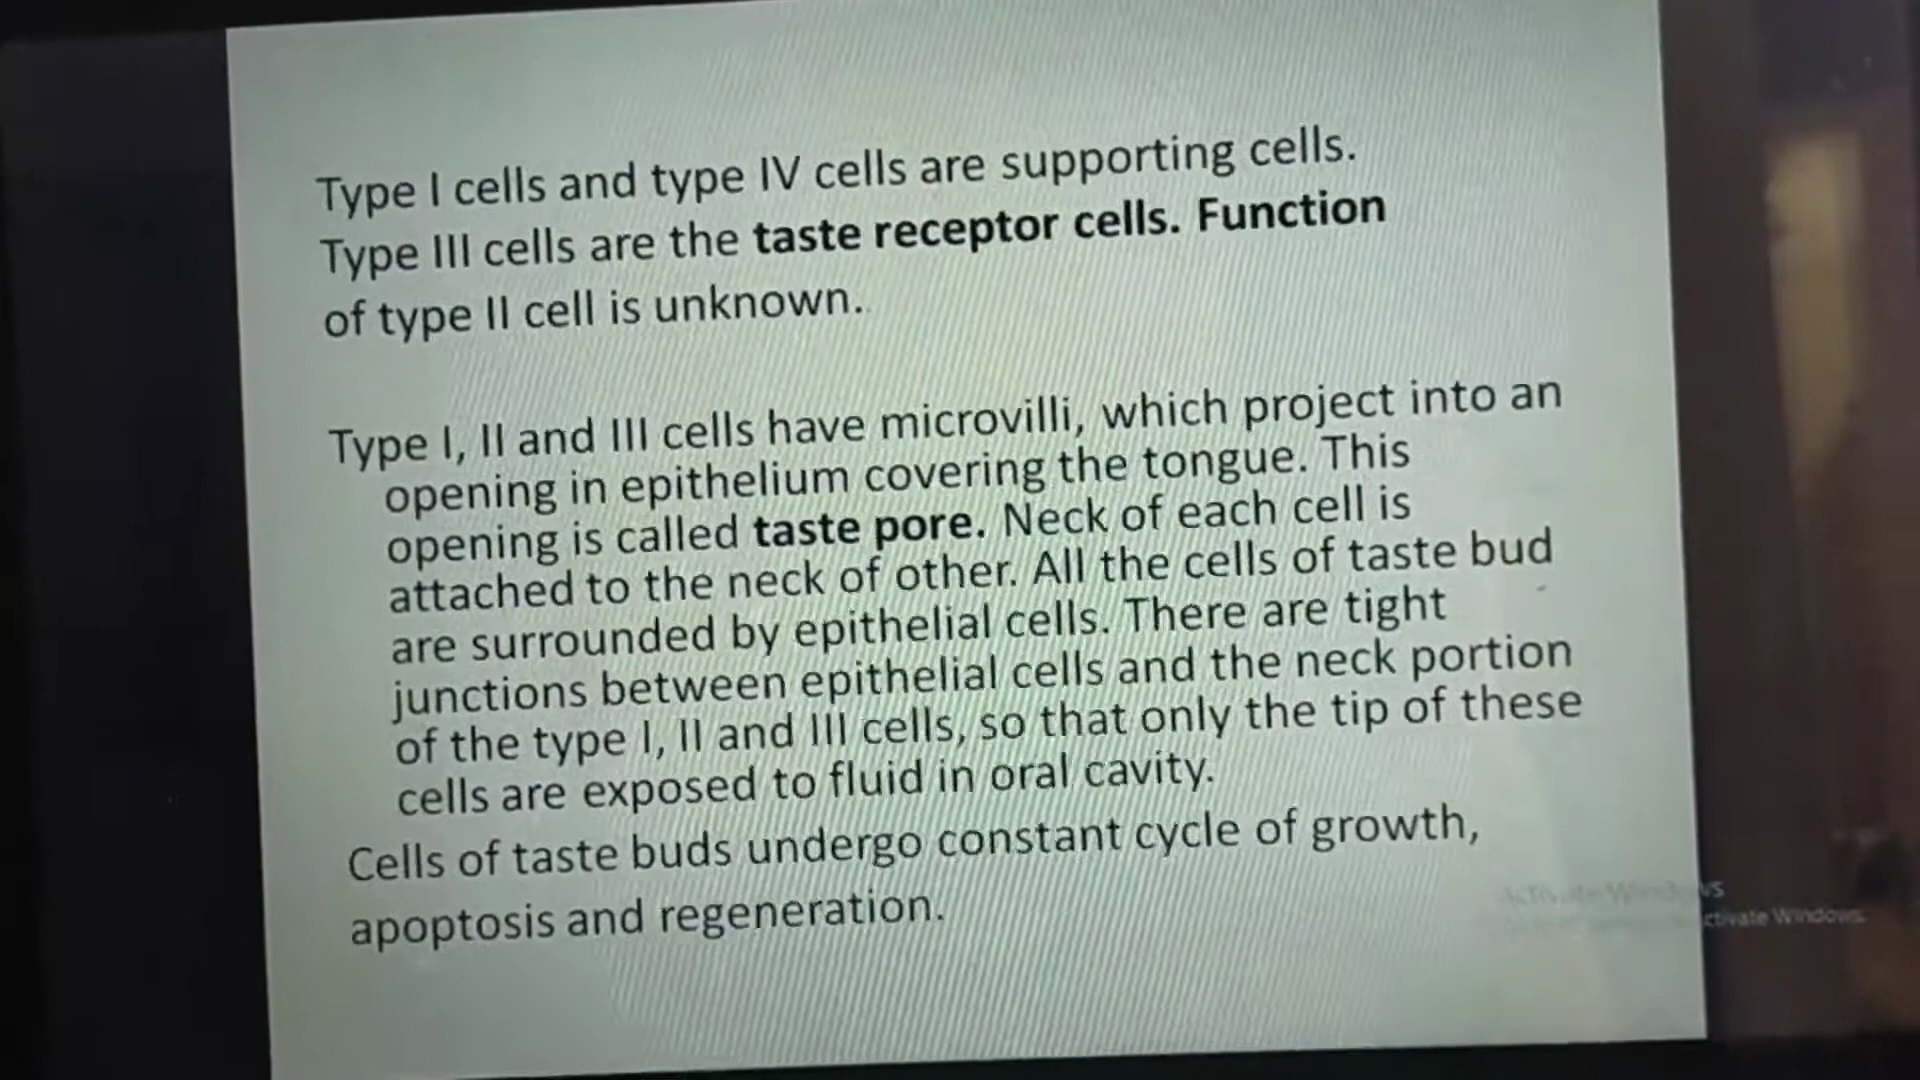 Type I cells and type IV cells are supporting cells.
Type III cells are the taste receptor cells. Function
of type II cell is unknown.
Type I, II and III cells have microvilli, which project into an
opening in epithelium covering the tongue. This
opening is called taste pore. Neck of each cell is
attached to the neck of other. All the cells of taste bud
are surrounded by epithelial cells. There are tight
junctions between epithelial cells and the neck portion
of the type I, II and III cells, so that only the tip of these
cells are exposed to fluid in oral cavity.
Cells of taste buds undergo constant cycle of growth,
apoptosis and regeneration.
Activate Windows